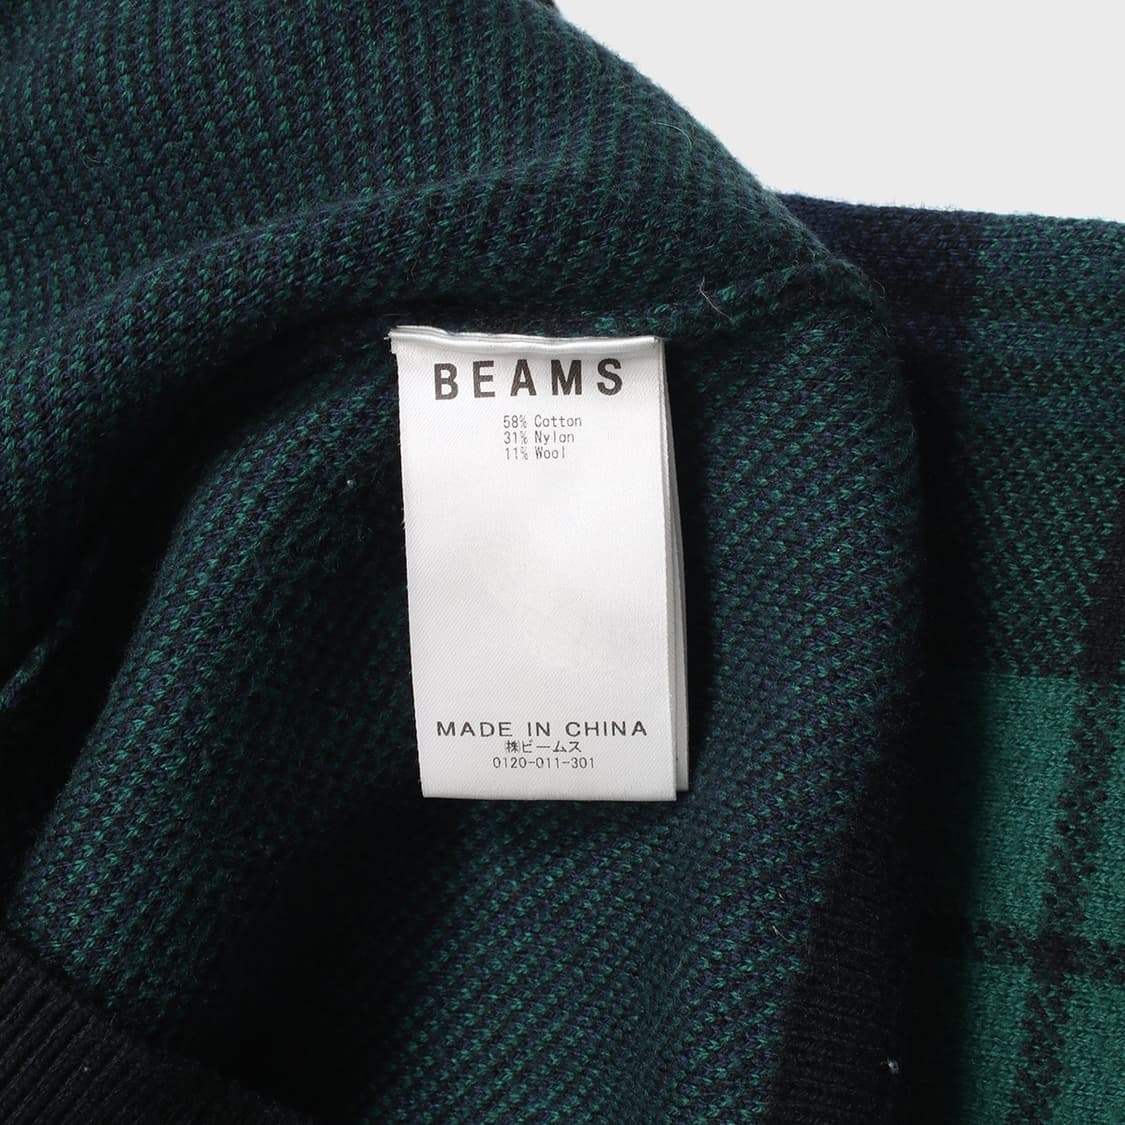 BEAMS
58% Cotton
31% Nylon
11% Wool
MADE IN CHINA
㈱ビームス
0120-011-301